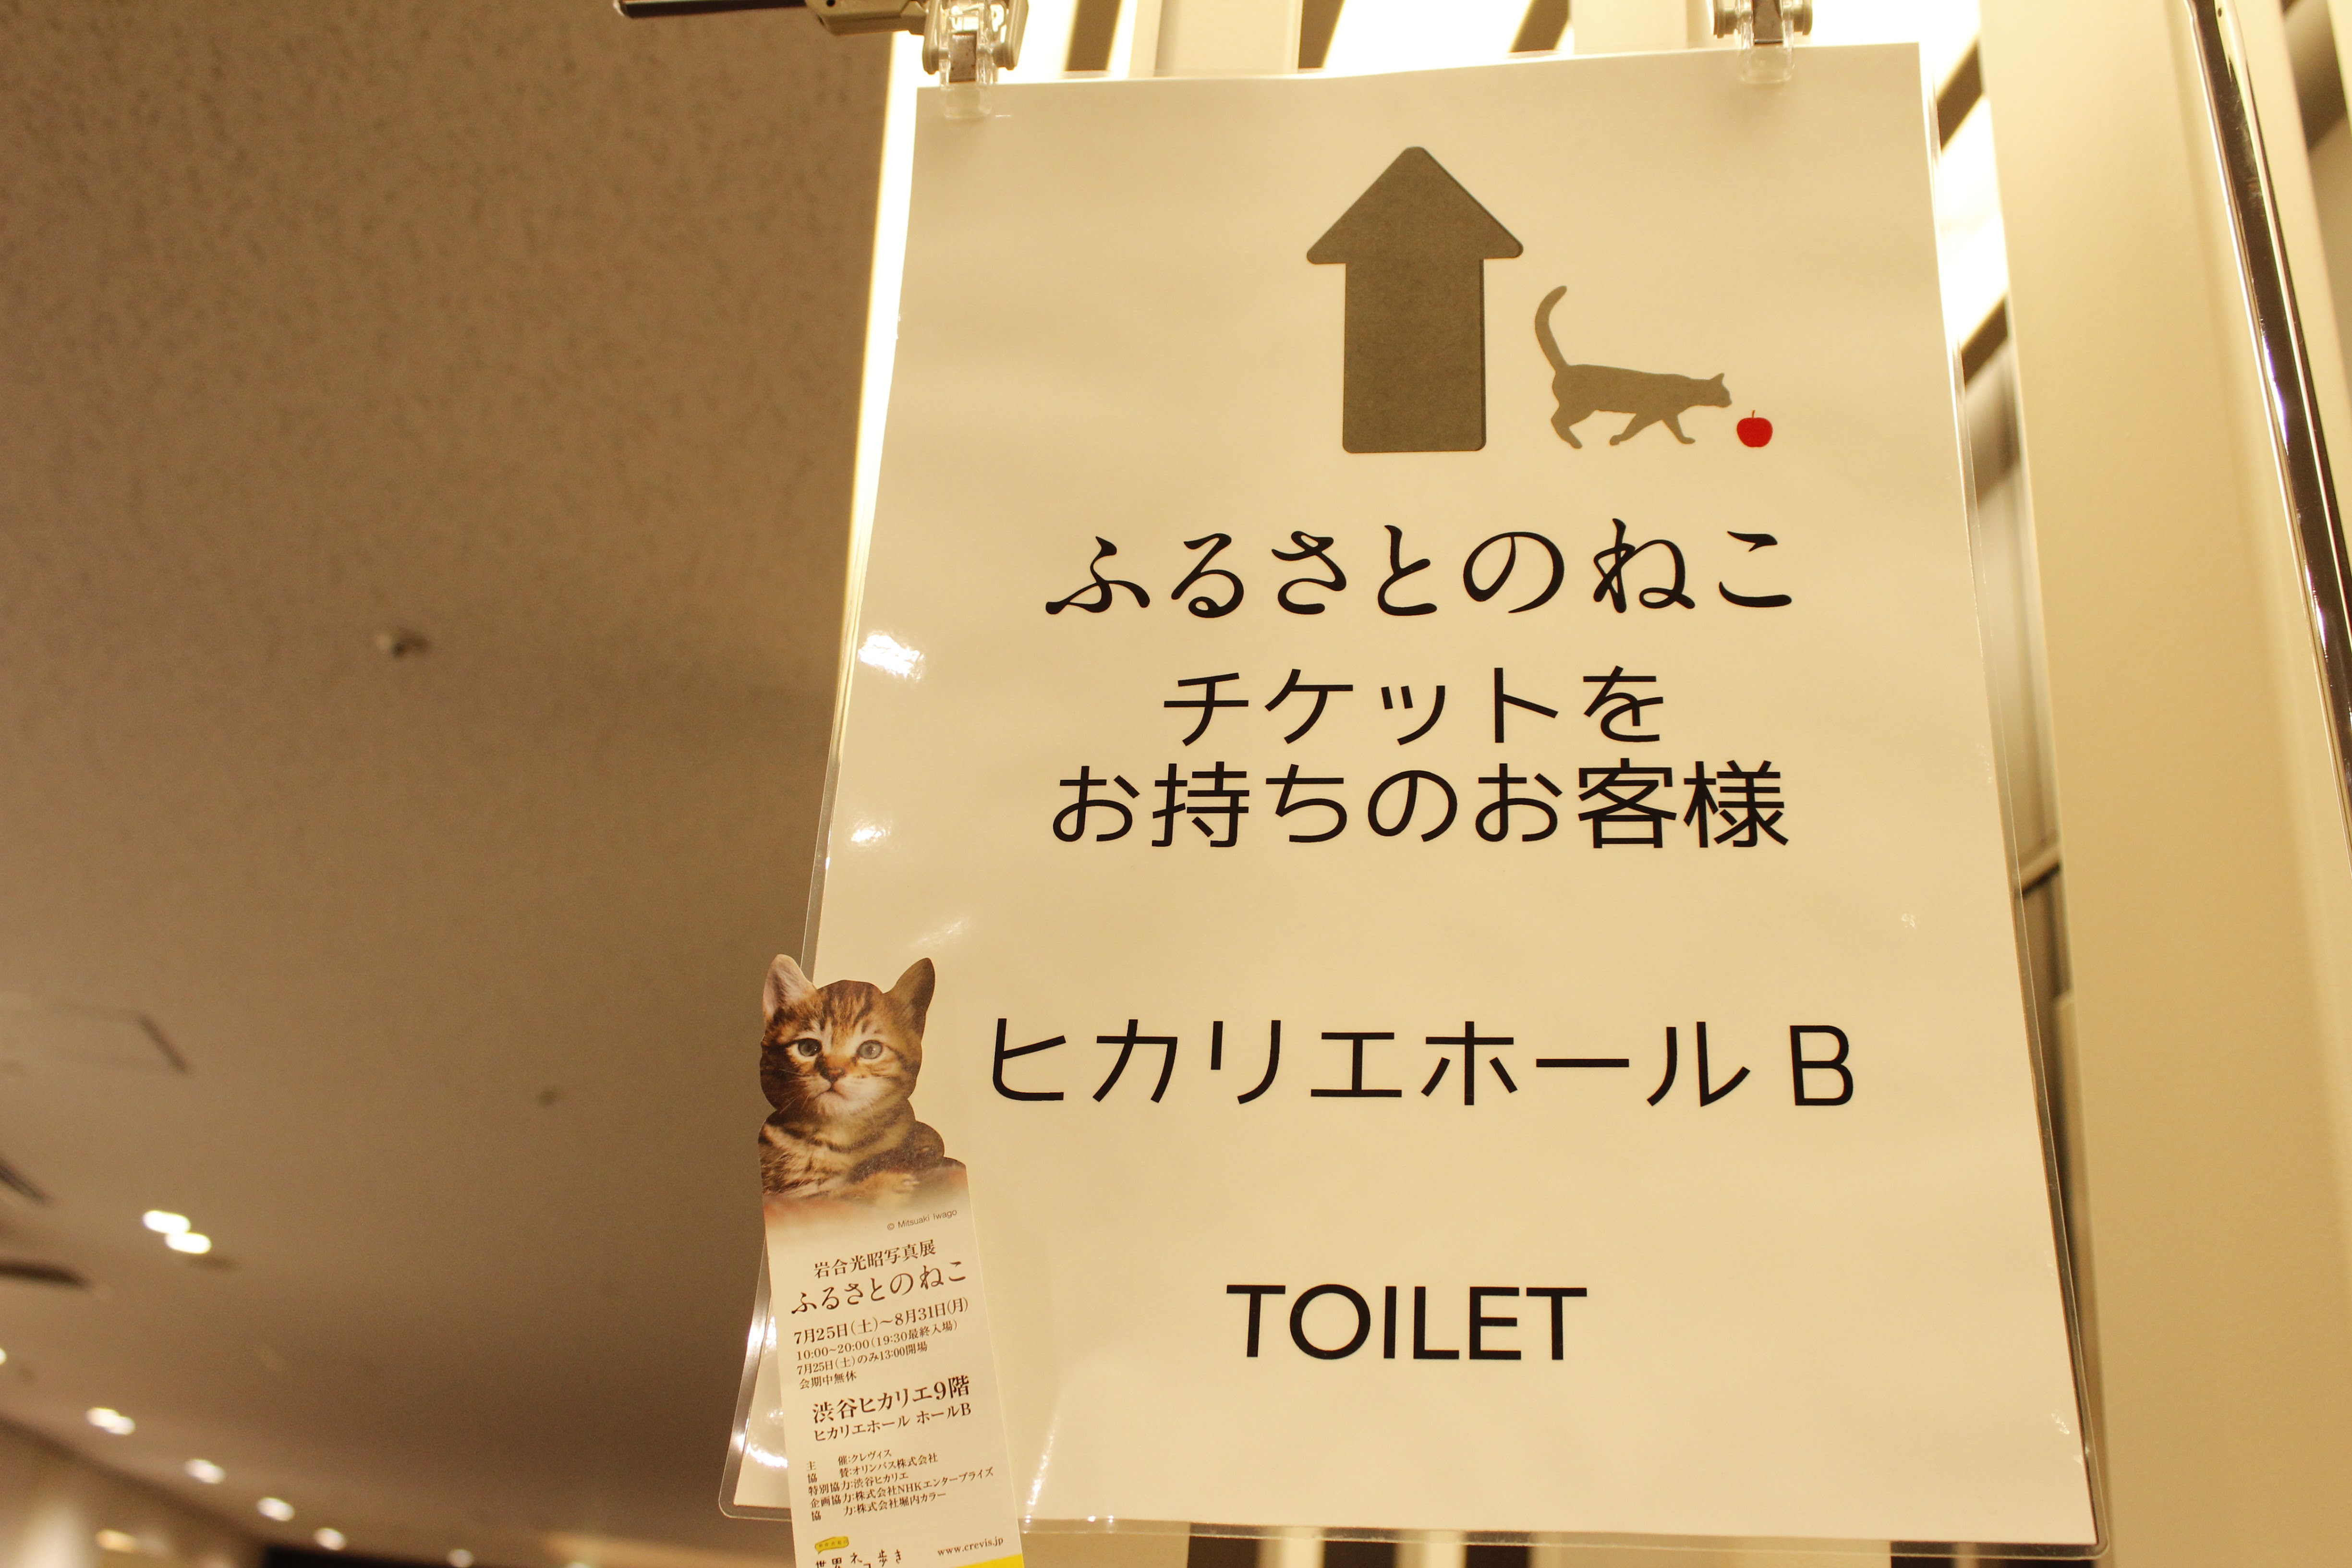 ふるさとのねこ
チケットを
お持ちのお客様
ヒカリエホール B
TOILET
© Mitsuaki Iwago
岩合光昭写真展
ふるさとのねこ
7月25日(土)~8月31日(月)
10:00~20:00(19:30最終入場)
7月25日(土)のみ13:00開場
会期中無休
渋谷ヒカリエ9階
ヒカリエホール ホールB
主 催:クレヴィス
協 賛:オリンパス株式会社
特別協力:渋谷ヒカリエ
企画協力:株式会社NHKエンタープライズ
協 力:株式会社堀内カラー
世界ネコ歩き
www.crevis.jp